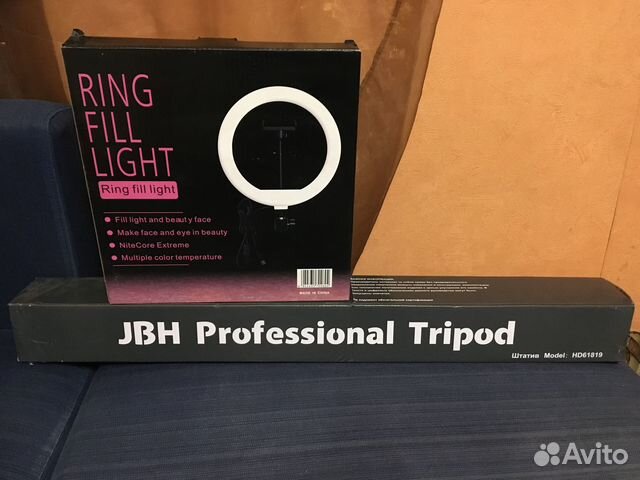 RING
FILL
LIGHT
Ring fill light
Fill light and beauty face
Make face and eye in beauty
NiteCore Extreme
Multiple color temperature
MADE IN CHINA
JBH Professional Tripod
Штатив Model: HD61819
Avito